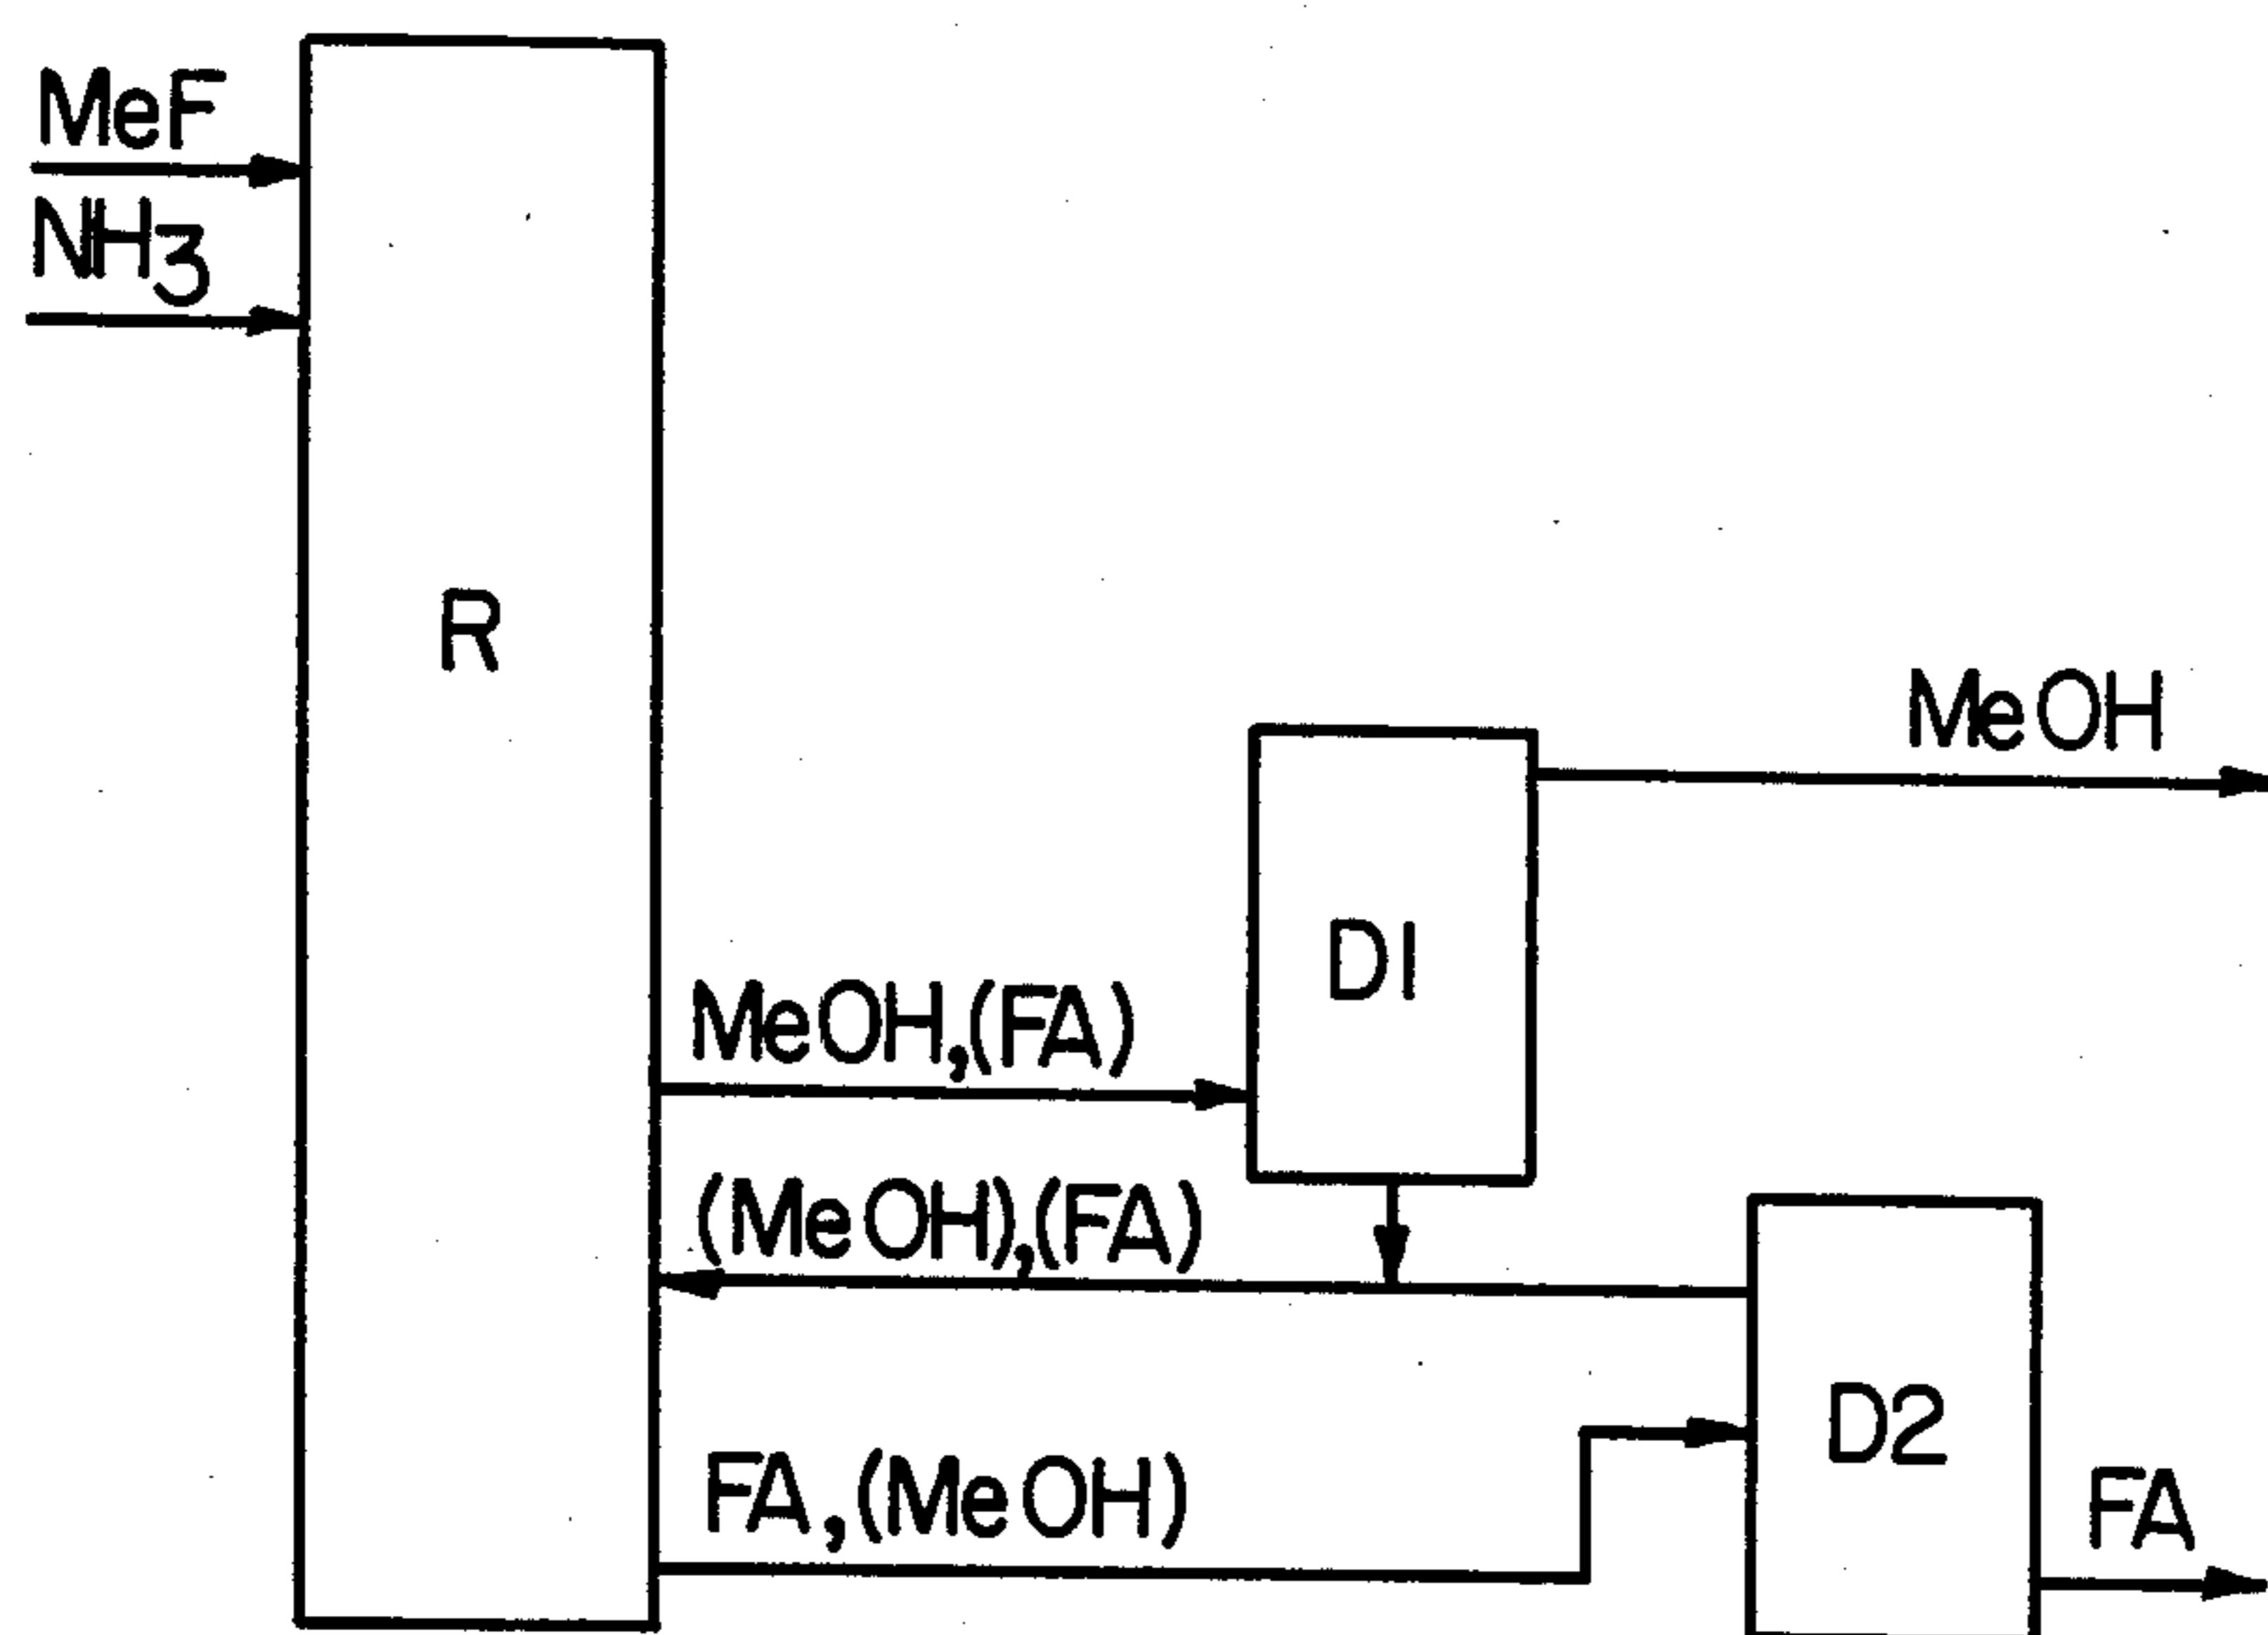 MeF
NH3
R
MeOH
D1
MeOH,(FA)
(MeOH),(FA)
D2
FA,(MeOH)
FA